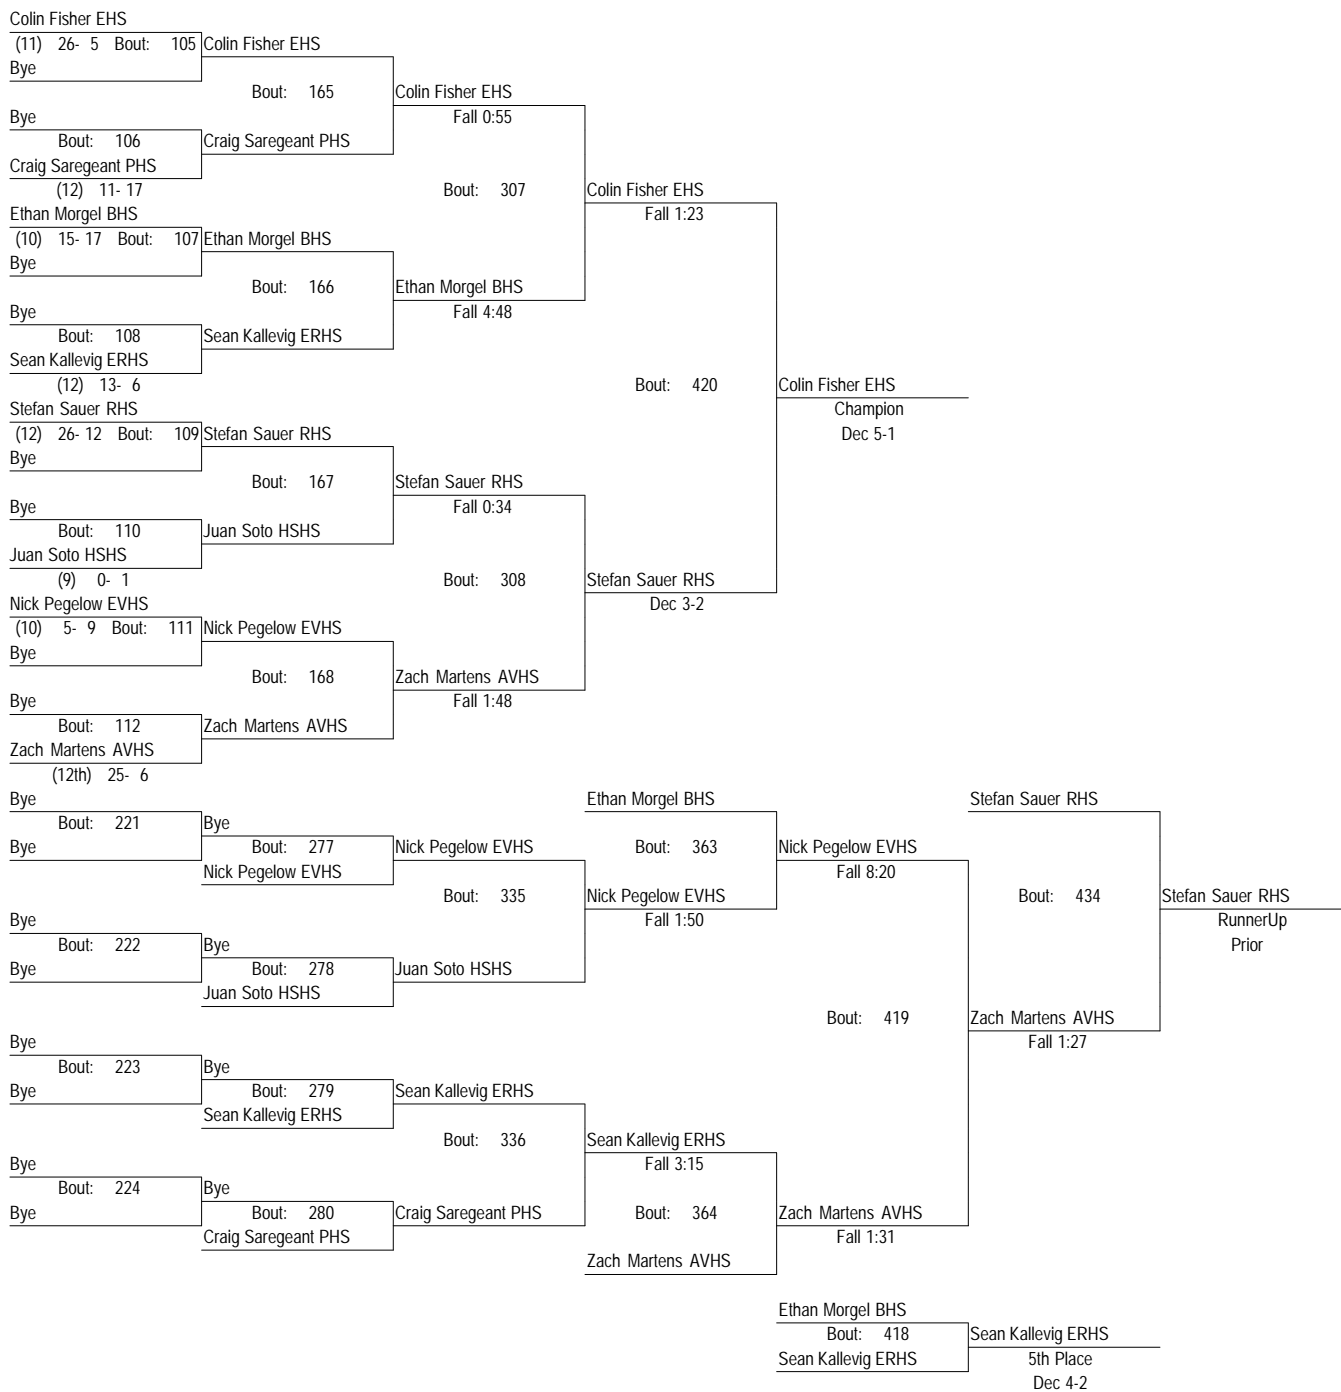 Colin Fisher EHS
(11) 26- 5 Bout: 105 Colin Fisher EHS
Bye
Bout: 165 Colin Fisher EHS
Bye Fall 0:55
Bout: 106 Craig Saregeant PHS
Craig Saregeant PHS
(12) 11- 17 Bout: 307 Colin Fisher EHS
Ethan Morgel BHS Fall 1:23
(10) 15- 17 Bout: 107 Ethan Morgel BHS
Bye
Bout: 166 Ethan Morgel BHS
Bye Fall 4:48
Bout: 108 Sean Kallevig ERHS
Sean Kallevig ERHS
(12) 13- 6 Bout: 420 Colin Fisher EHS
Stefan Sauer RHS Champion
(12) 26- 12 Bout: 109 Stefan Sauer RHS Dec 5-1
Bye
Bout: 167 Stefan Sauer RHS
Bye Fall 0:34
Bout: 110 Juan Soto HSHS
Juan Soto HSHS
(9) 0- 1 Bout: 308 Stefan Sauer RHS
Nick Pegelow EVHS Dec 3-2
(10) 5- 9 Bout: 111 Nick Pegelow EVHS
Bye
Bout: 168 Zach Martens AVHS
Bye Fall 1:48
Bout: 112 Zach Martens AVHS
Zach Martens AVHS
(12th) 25- 6
Bye Ethan Morgel BHS Stefan Sauer RHS
Bout: 221 Bye
Bye Bout: 277 Nick Pegelow EVHS Bout: 363 Nick Pegelow EVHS
Nick Pegelow EVHS Fall 8:20
Bout: 335 Nick Pegelow EVHS Bout: 434 Stefan Sauer RHS
Bye Fall 1:50 RunnerUp
Bout: 222 Bye Prior
Bye Bout: 278 Juan Soto HSHS
Juan Soto HSHS
Bout: 419 Zach Martens AVHS
Bye Fall 1:27
Bout: 223 Bye
Bye Bout: 279 Sean Kallevig ERHS
Sean Kallevig ERHS
Bout: 336 Sean Kallevig ERHS
Bye Fall 3:15
Bout: 224 Bye
Bye Bout: 280 Craig Saregeant PHS Bout: 364 Zach Martens AVHS
Craig Saregeant PHS Fall 1:31
Zach Martens AVHS
Ethan Morgel BHS
Bout: 418 Sean Kallevig ERHS
Sean Kallevig ERHS 5th Place
Dec 4-2